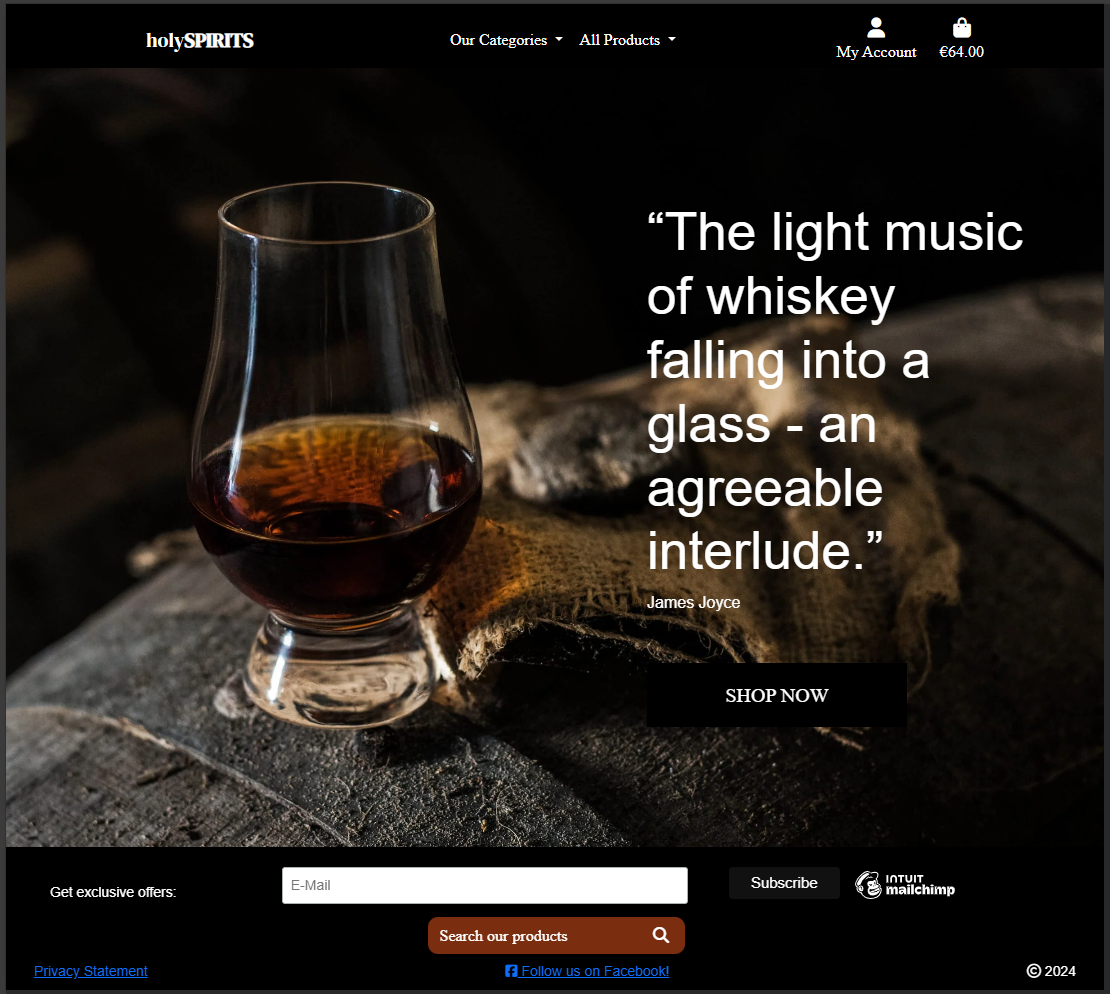 holySPIRITS
Our Categories
All Products
My Account
€64.00
“The light music
of whiskey
falling into a
glass - an
agreeable
interlude.”
James Joyce
SHOP NOW
Get exclusive offers:
E-Mail
Subscribe
INTUIT
mailchimp
Search our products
Privacy Statement
Follow us on Facebook!
© 2024